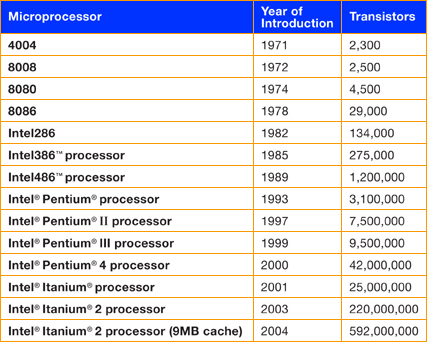 Microprocessor Year of Introduction Transistors
4004 1971 2,300
8008 1972 2,500
8080 1974 4,500
8086 1978 29,000
Intel286 1982 134,000
Intel386™ processor 1985 275,000
Intel486™ processor 1989 1,200,000
Intel® Pentium® processor 1993 3,100,000
Intel® Pentium® II processor 1997 7,500,000
Intel® Pentium® III processor 1999 9,500,000
Intel® Pentium® 4 processor 2000 42,000,000
Intel® Itanium® processor 2001 25,000,000
Intel® Itanium® 2 processor 2003 220,000,000
Intel® Itanium® 2 processor (9MB cache) 2004 592,000,000